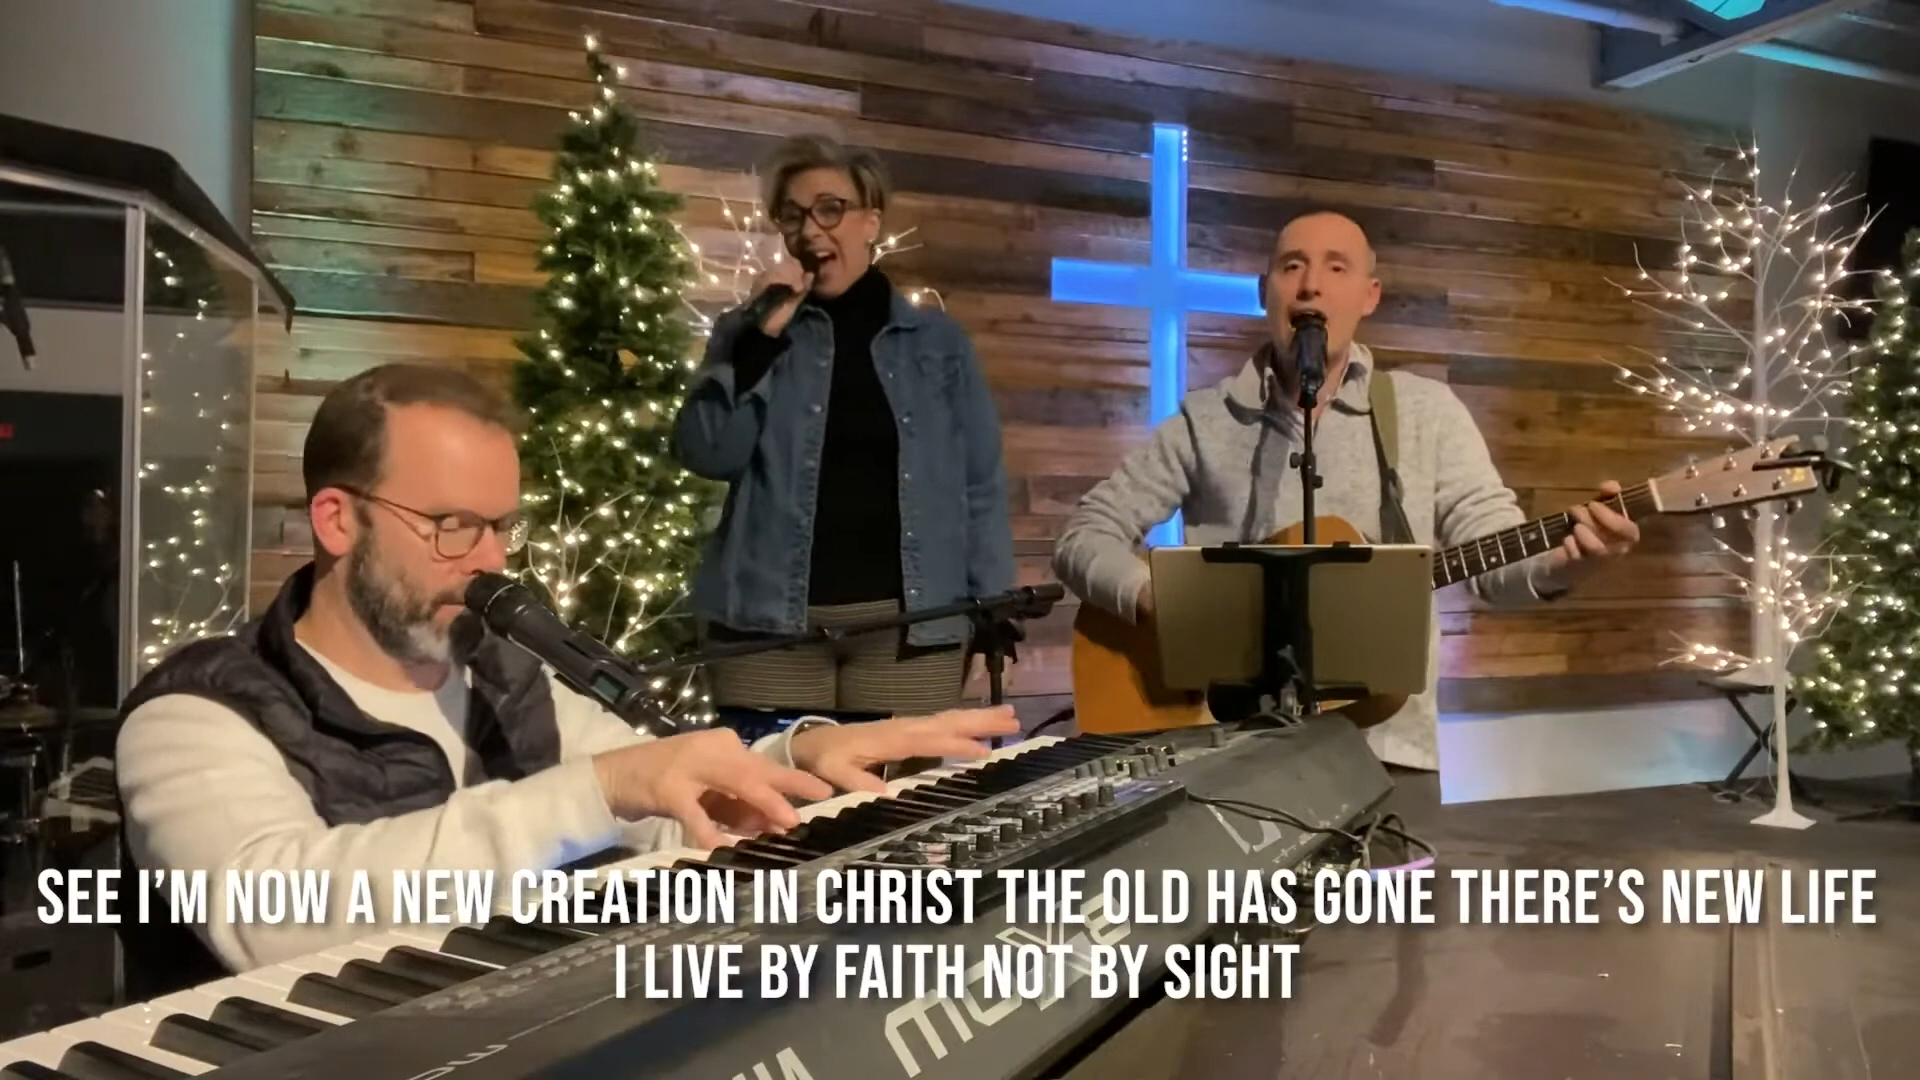 SEE I'M NOW A NEW CREATION IN CHRIST THE OLD HAS GONE THERE'S NEW LIFE
I LIVE BY FAITH NOT BY SIGHT
MOXF8